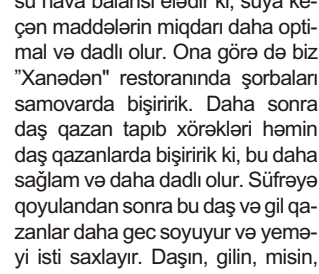 su hava balansı elədir ki, suya ke-
çən maddələrin miqdarı daha opti-
mal və dadlı olur. Ona görə də biz
”Xanədən" restoranında şorbaları
samovarda bişiririk. Daha sonra
daş qazan tapıb xörəkləri həmin
daş qazanlarda bişiririk ki, bu daha
sağlam və daha dadlı olur. Süfrəyə
qoyulandan sonra bu daş və gil qa-
zanlar daha gec soyuyur və yemə-
yi isti saxlayır. Daşın, gilin, misin,